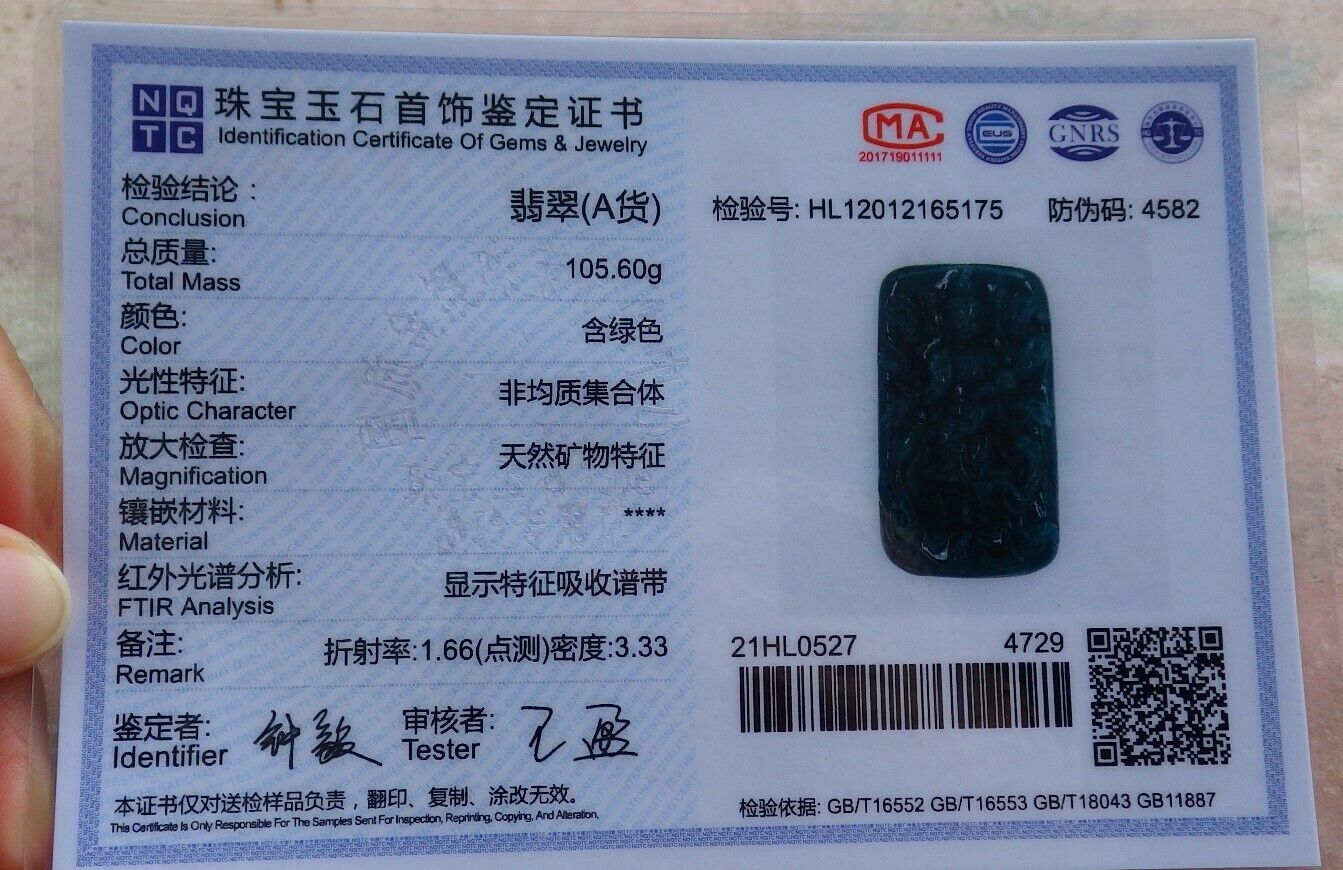 NQ
TC
珠宝玉石首饰鉴定证书
Identification Certificate Of Gems & Jewelry
检验结论：
Conclusion
翡翠(A货)
总质量:
Total Mass
105.60g
颜色:
Color
含绿色
光性特征:
Optic Character
非均质集合体
放大检查:
Magnification
天然矿物特征
镶嵌材料:
Material
****
红外光谱分析:
FTIR Analysis
显示特征吸收谱带
备注:
Remark
折射率:1.66(点测)密度:3.33
鉴定者:
Identifier
审核者:
Tester
本证书仅对送检样品负责，翻印、复制、涂改无效。
This Certificate Is Only Responsible For The Samples Sent For Inspection, Reprinting, Copying, And Alteration.
MA
201719011111
EUS
GNRS
检验号: HL12012165175 防伪码: 4582
21HL0527 4729
检验依据: GB/T16552 GB/T16553 GB/T18043 GB11887